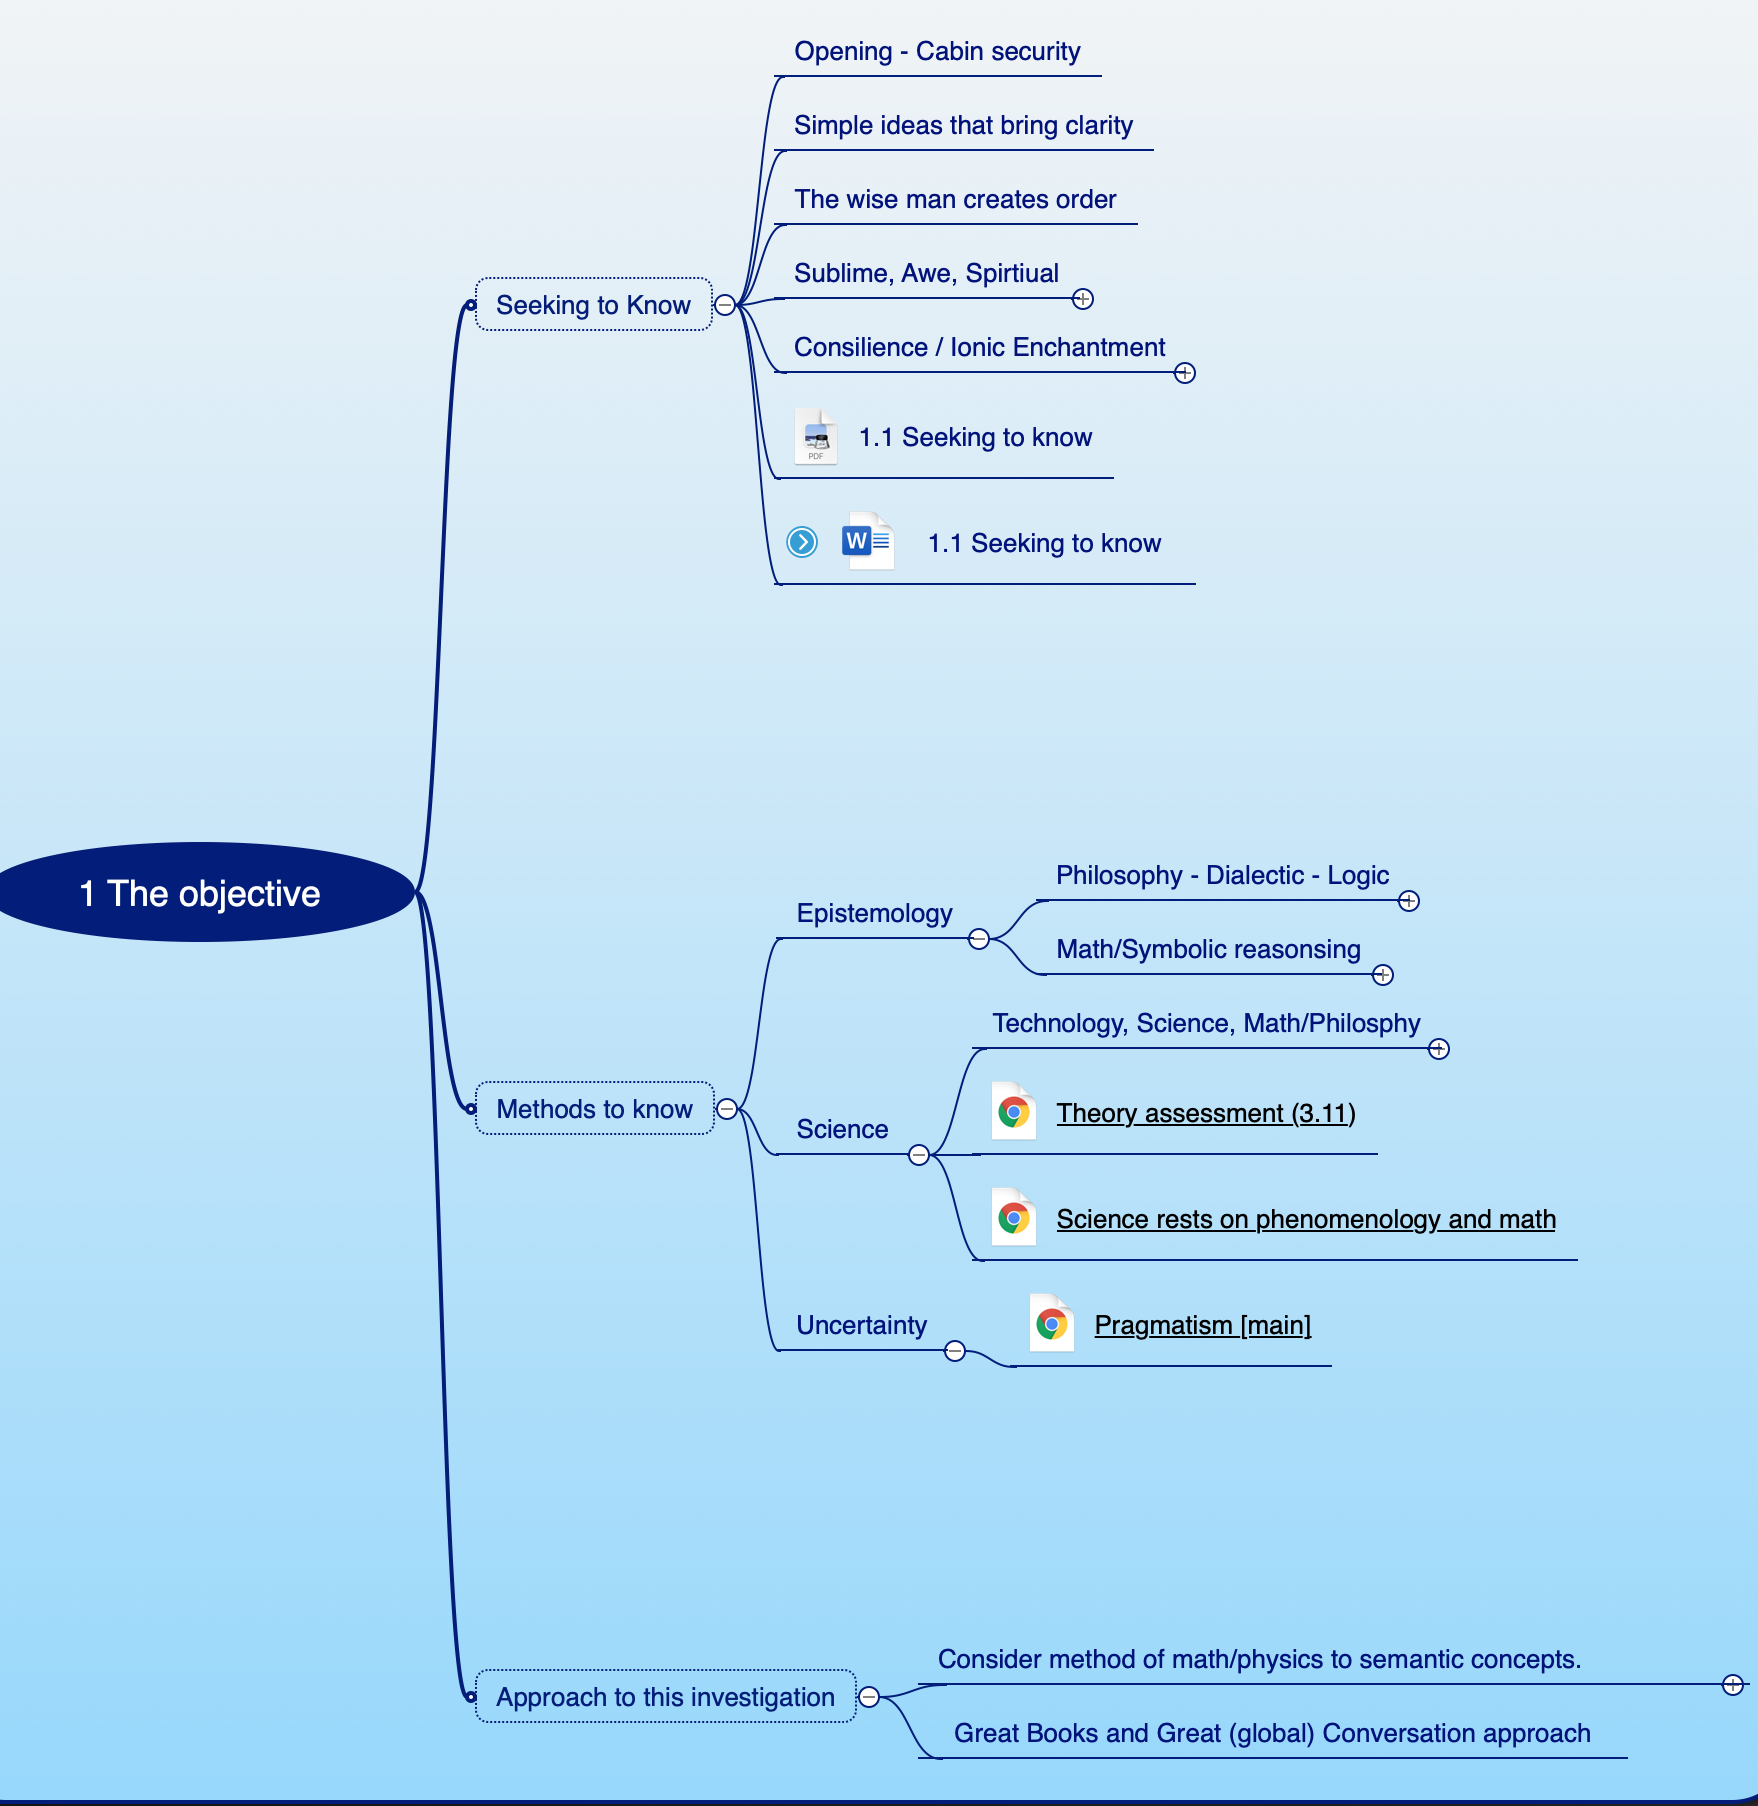 Opening - Cabin security
Simple ideas that bring clarity
The wise man creates order
Sublime, Awe, Spirtiual
Seeking to Know
Consilience / Ionic Enchantment
PDF
1.1 Seeking to know
W
1.1 Seeking to know
1 The objective
Philosophy - Dialectic - Logic
Epistemology
Math/Symbolic reasonsing
Technology, Science, Math/Philosphy
Methods to know
Theory assessment (3.11)
Science
Science rests on phenomenology and math
Uncertainty
Pragmatism [main]
Consider method of math/physics to semantic concepts.
Approach to this investigation
Great Books and Great (global) Conversation approach